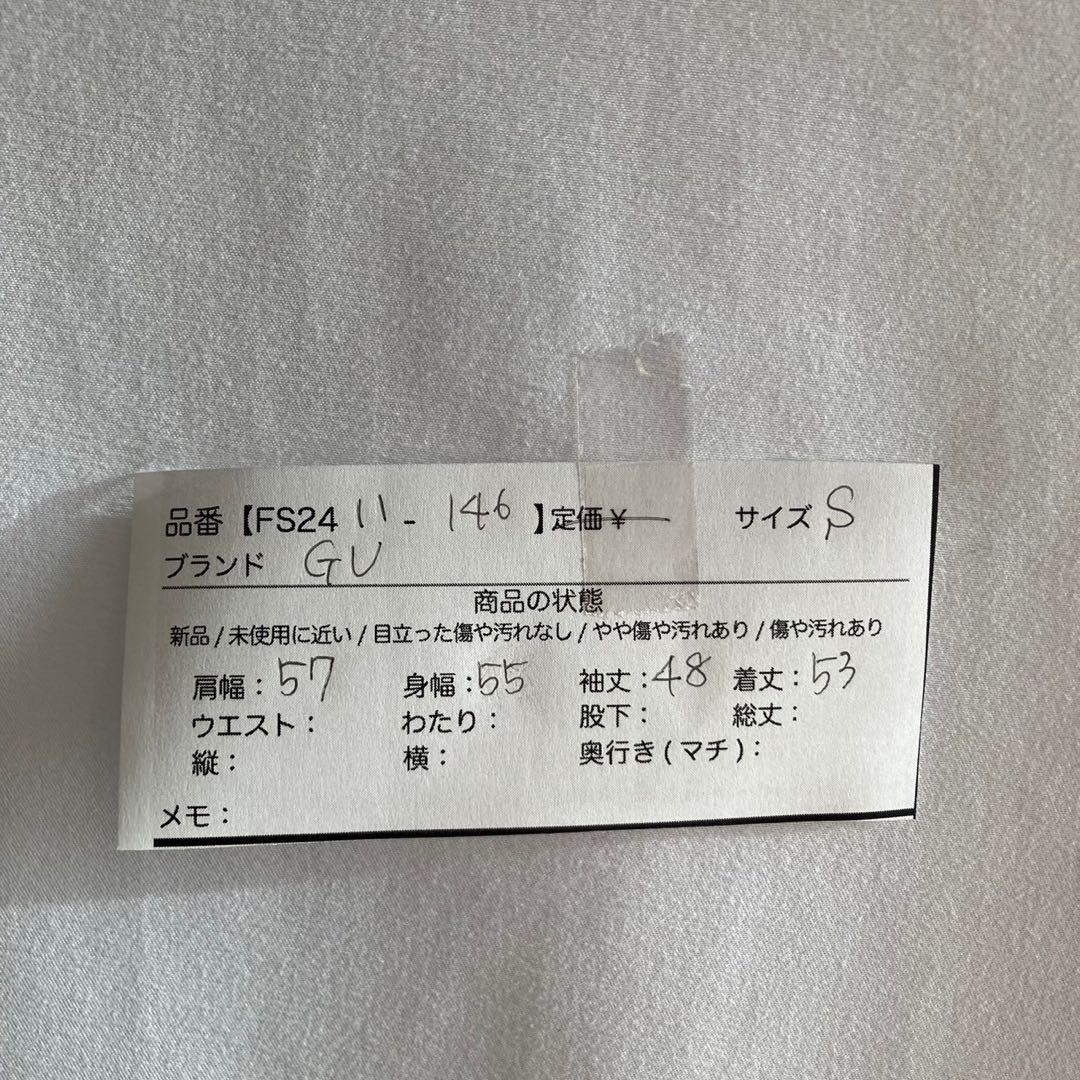 品番【FS24 11 - 146 】定価¥ー サイズ S
ブランド GU
商品の状態
新品 / 未使用に近い / 目立った傷や汚れなし / やや傷や汚れあり / 傷や汚れあり
肩幅：57 身幅：55 袖丈：48 着丈：53
ウエスト： わたり： 股下： 総丈：
縦： 横： 奥行き(マチ)：
メモ：